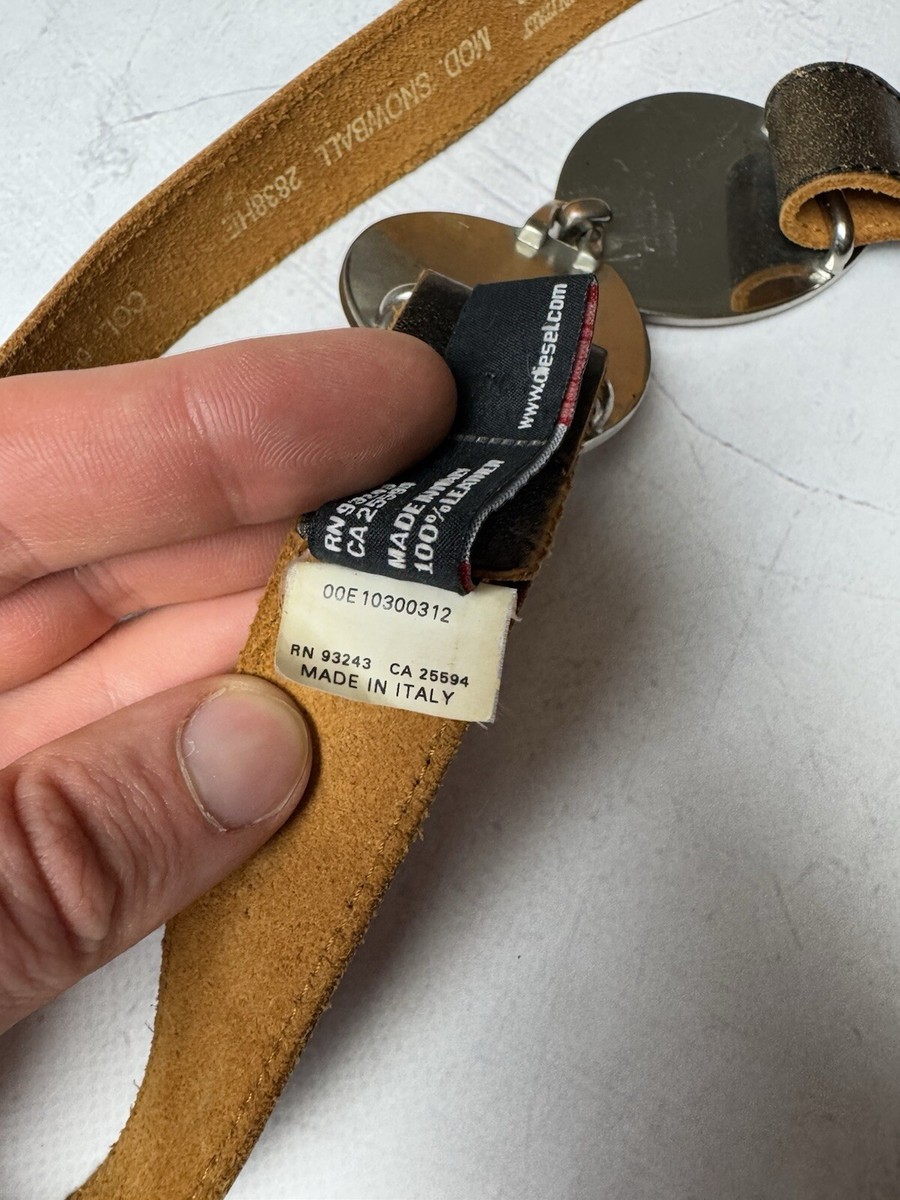 MOD. SNOWBALL 2838HF
www.diesel.com
RN 93243
CA 25594
MADE IN
100% LEATHER
00E10300312
RN 93243 CA 25594
MADE IN ITALY